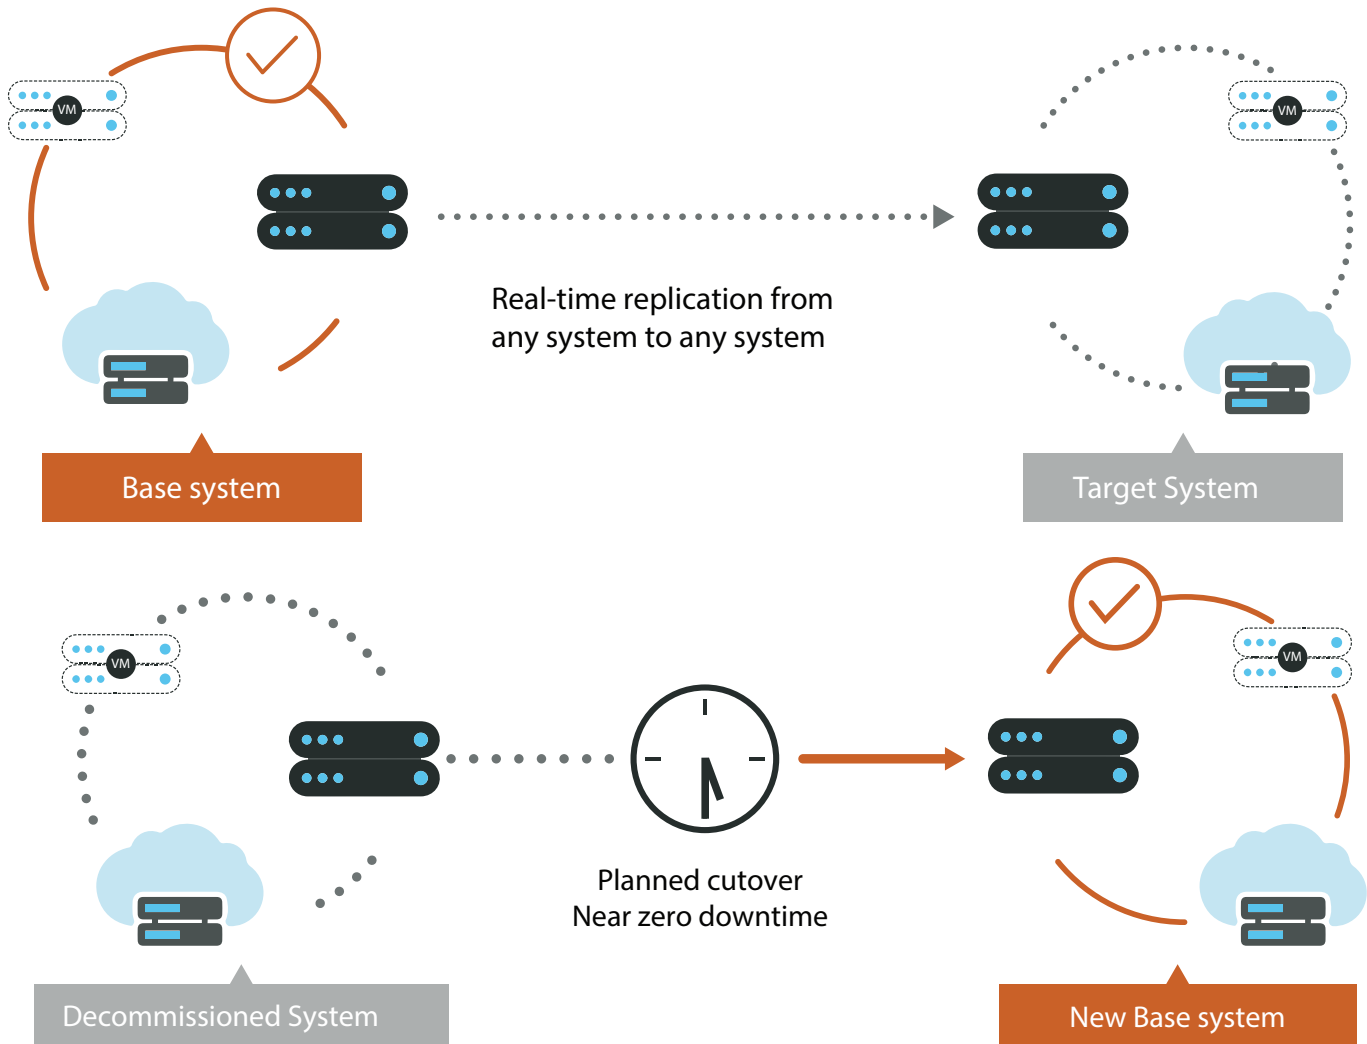 VM
VM
Real-time replication from
any system to any system
Base system
Target System
VM
VM
Planned cutover
Near zero downtime
Decommissioned System
New Base system